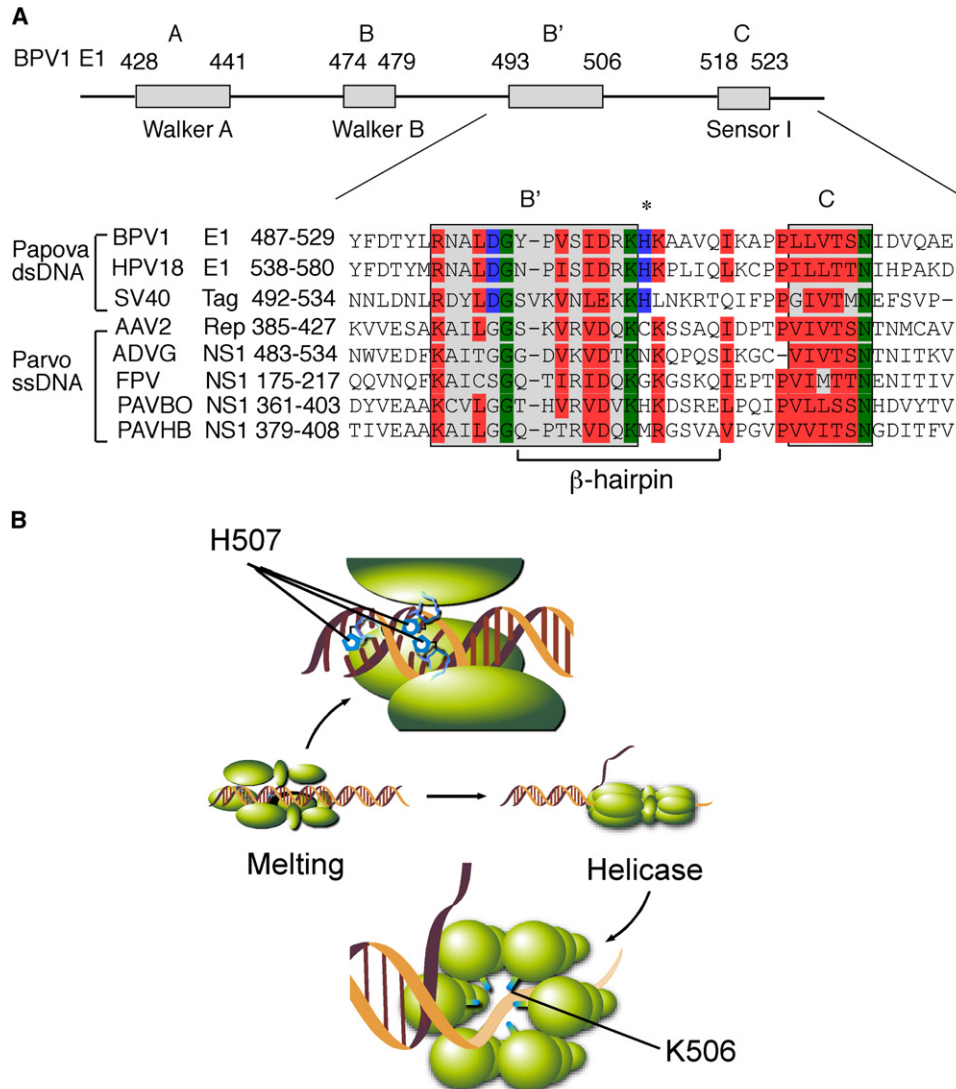 A
A B B' C
BPV1 E1 428 441 474 479 493 506 518 523
Walker A Walker B Sensor I
B' * C
Papova dsDNA
BPV1 E1 487-529 YFDTYLRNALDGY-PVSIDRKHKAAVQIKAPPLLVTSNIDVQAE
HPV18 E1 538-580 YFDTYMRNALDGN-PISIDRKHKPLIQLKCPPILLTTNIHPAKD
SV40 Tag 492-534 NNLDNLRDYLDGSVKVNLEKKHLNKRTQIFPPGIVTMNEFSVP-
Parvo ssDNA
AAV2 Rep 385-427 KVVESAKAILGGS-KVRVDQKCKSSAQIDPTPVIVTSNTNMCAV
ADVG NS1 483-534 NWVEDFKAITGGG-DVKVDTKNKQPQSIKGC-VIVTSNTNITKV
FPV NS1 175-217 QQVNQFKAICSGQ-TIRIDQKGKGSKQIEPTPVIMTTNENITIV
PAVBO NS1 361-403 DYVEAAKCVLGGT-HVRVDVKHKDSRELPQIPVLLSSNHDVYTV
PAVHB NS1 379-408 TIVEAAKAILGGQ-PTRVDQKMRGSVAVPGVPVVITSNGDITFV
β-hairpin
B
H507
Melting Helicase
K506